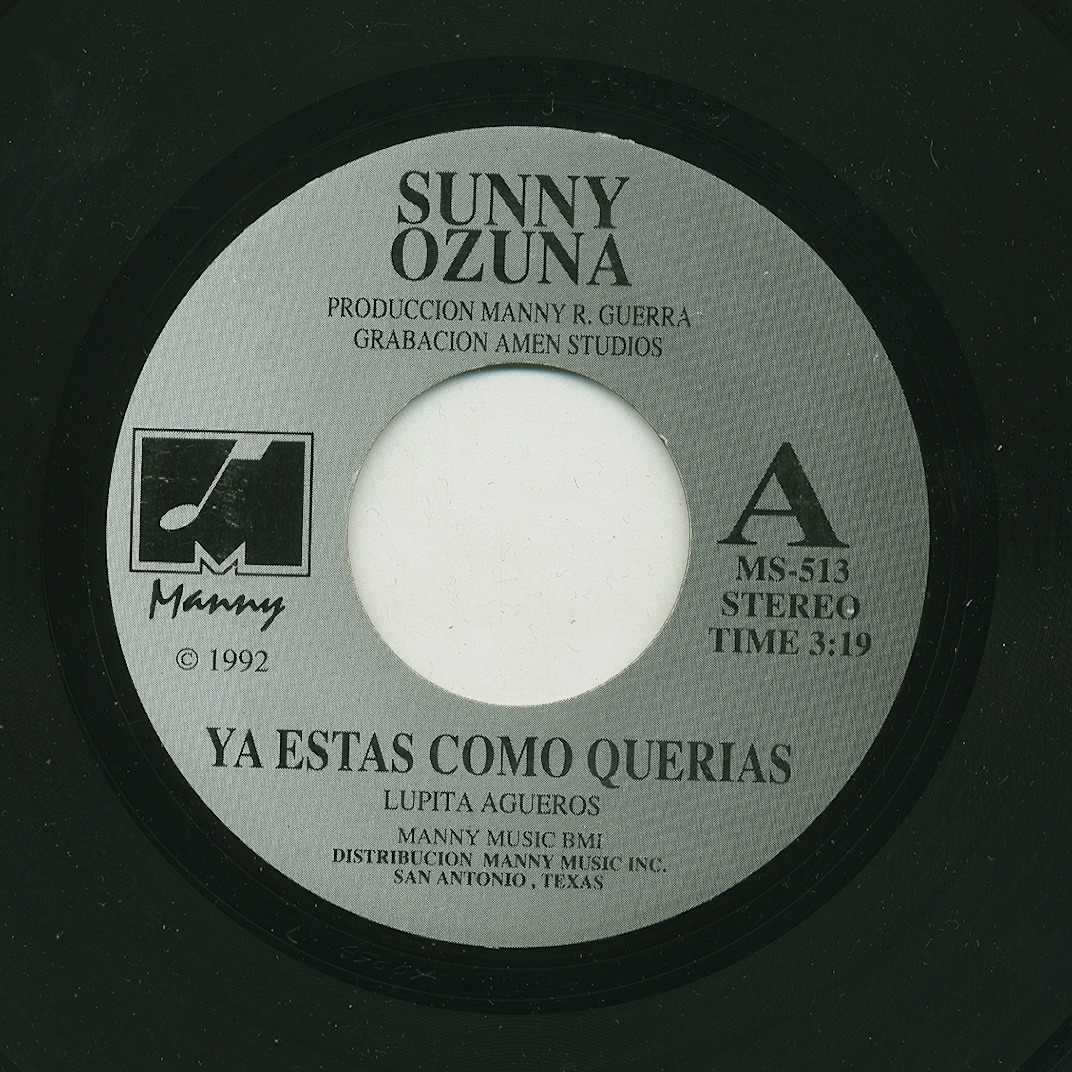 SUNNY
OZUNA
PRODUCCION MANNY R. GUERRA
GRABACION AMEN STUDIOS
M
Manny
© 1992
A
MS-513
STEREO
TIME 3:19
YA ESTAS COMO QUERIAS
LUPITA AGUEROS
MANNY MUSIC BMI
DISTRIBUCION MANNY MUSIC INC.
SAN ANTONIO, TEXAS